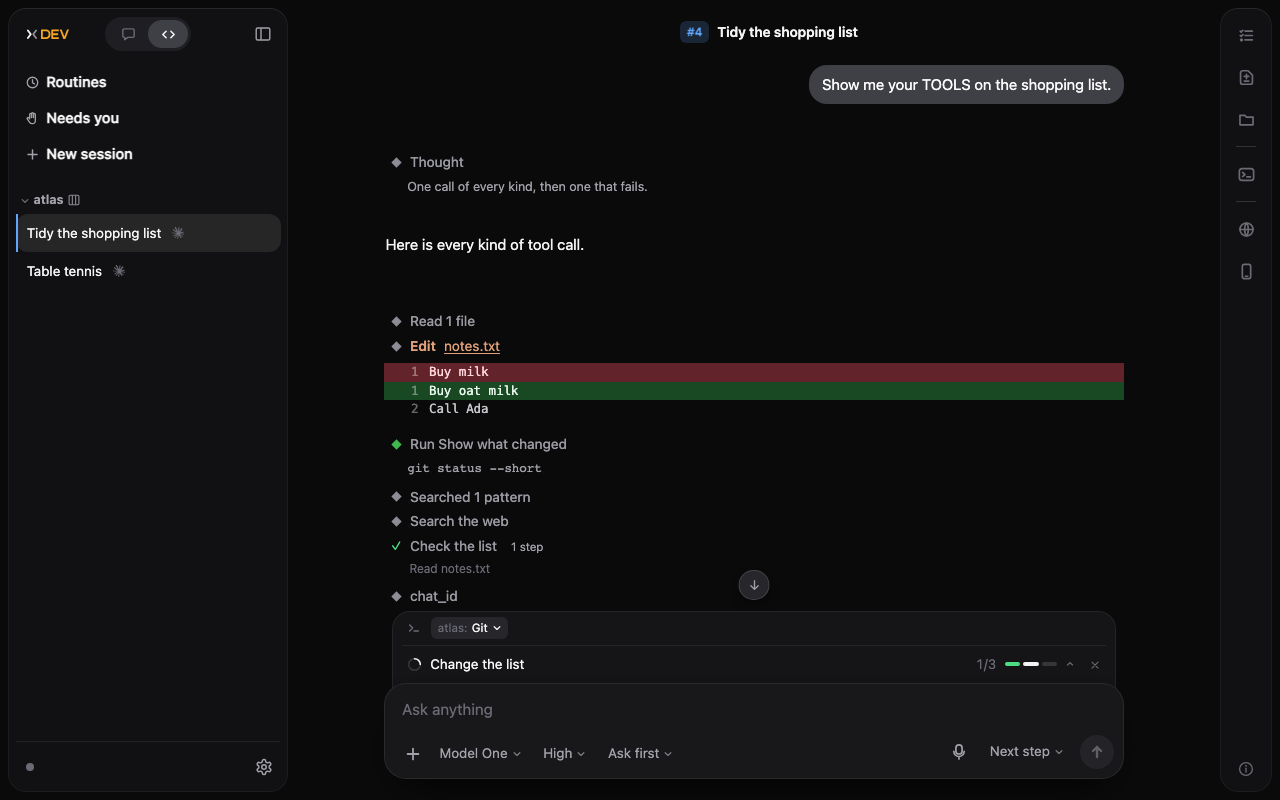 DEV
Routines
Needs you
New session
atlas
Tidy the shopping list
Table tennis
#4 Tidy the shopping list
Show me your TOOLS on the shopping list.
Thought
One call of every kind, then one that fails.
Here is every kind of tool call.
Read 1 file
Edit notes.txt
1 Buy milk
1 Buy oat milk
2 Call Ada
Run Show what changed
git status --short
Searched 1 pattern
Search the web
Check the list 1 step
Read notes.txt
chat_id
atlas: Git
Change the list 1/3
Ask anything
Model One High Ask first Next step